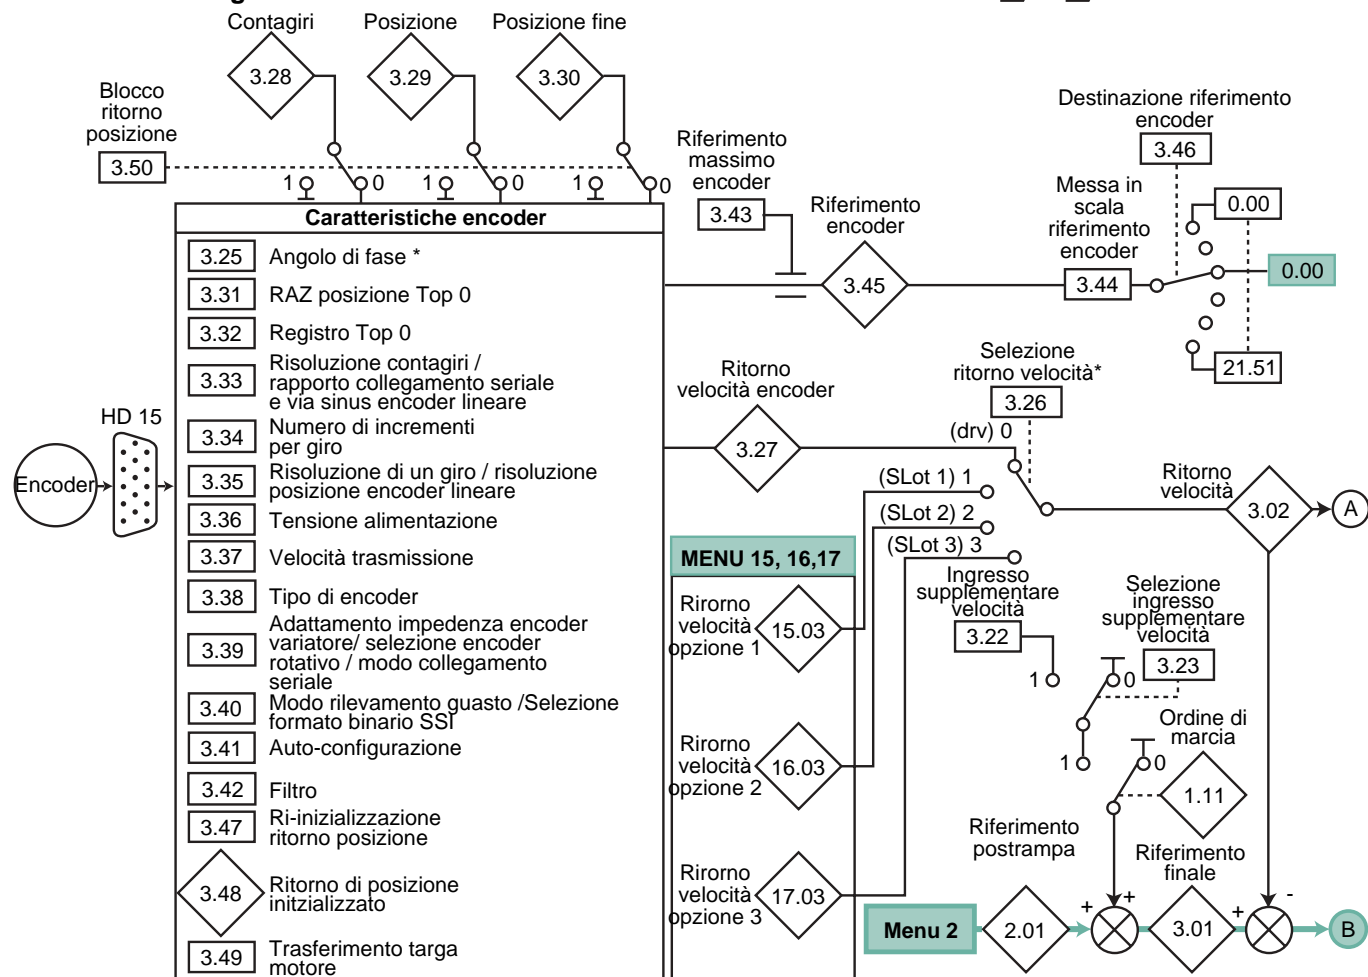 g
Contagiri
Posizione
Posizione fine
3.28
3.29
3.30
Blocco
ritorno
posizione
3.50
1
0
1
0
1
0
Riferimento
massimo
encoder
3.43
Riferimento
encoder
3.45
Destinazione riferimento
encoder
3.46
Messa in
scala
riferimento
encoder
3.44
0.00
0.00
21.51
Caratteristiche encoder
3.25 Angolo di fase *
3.31 RAZ posizione Top 0
3.32 Registro Top 0
3.33 Risoluzione contagiri /
rapporto collegamento seriale
e via sinus encoder lineare
3.34 Numero di incrementi
per giro
3.35 Risoluzione di un giro / risoluzione
posizione encoder lineare
3.36 Tensione alimentazione
3.37 Velocità trasmissione
3.38 Tipo di encoder
3.39 Adattamento impedenza encoder
variatore/ selezione encoder
rotativo / modo collegamento
seriale
3.40 Modo rilevamento guasto /Selezione
formato binario SSI
3.41 Auto-configurazione
3.42 Filtro
3.47 Ri-inizializzazione
ritorno posizione
3.48 Ritorno di posizione
initzializzato
3.49 Trasferimento targa
motore
HD 15
Encoder
Ritorno
velocità encoder
3.27
Selezione
ritorno velocità*
3.26
(drv) 0
(SLot 1) 1
(SLot 2) 2
(SLot 3) 3
Ritorno
velocità
3.02
A
MENU 15, 16,17
Rirorno
velocità
opzione 1
15.03
Rirorno
velocità
opzione 2
16.03
Rirorno
velocità
opzione 3
17.03
Ingresso
supplementare
velocità
3.22
1
0
Selezione
ingresso
supplementare
velocità
3.23
1
0
Ordine di
marcia
1.11
Riferimento
postrampa
Riferimento
finale
Menu 2
2.01
+
+
3.01
+
-
B